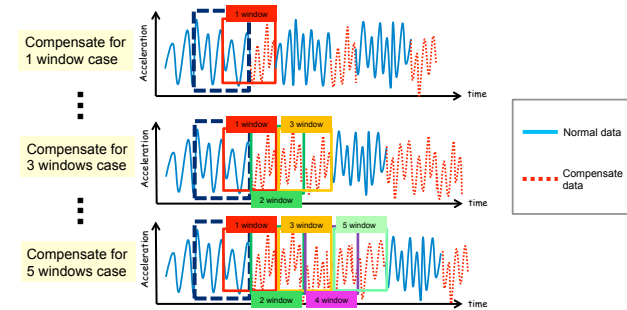 1 window
Compensate for
1 window case
Acceleration
time
1 window
3 window
Compensate for
3 windows case
Acceleration
time
2 window
1 window
3 window
5 window
Compensate for
5 windows case
Acceleration
time
2 window
4 window
Normal data
Compensate
data